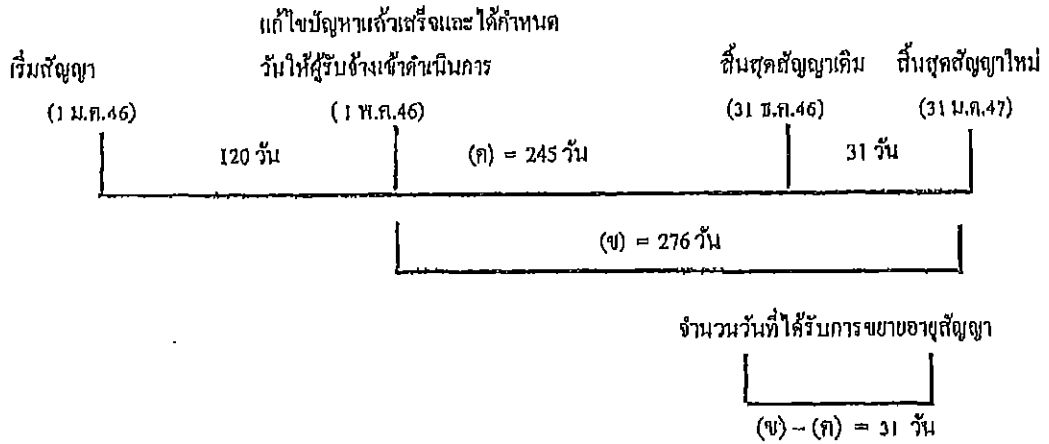 แก้ไขปัญหาแล้วเสร็จและได้กำหนด
เริ่มสัญญา วันให้ผู้รับจ้างเข้าดำเนินการ สิ้นสุดสัญญาเดิม สิ้นสุดสัญญาใหม่
(1 ม.ค.46) (1 พ.ค.46) (31 ธ.ค.46) (31 ม.ค.47)
120 วัน (ค) = 245 วัน 31 วัน
(ข) = 276 วัน
จำนวนวันที่ได้รับการขยายอายุสัญญา
(ข) - (ค) = 31 วัน